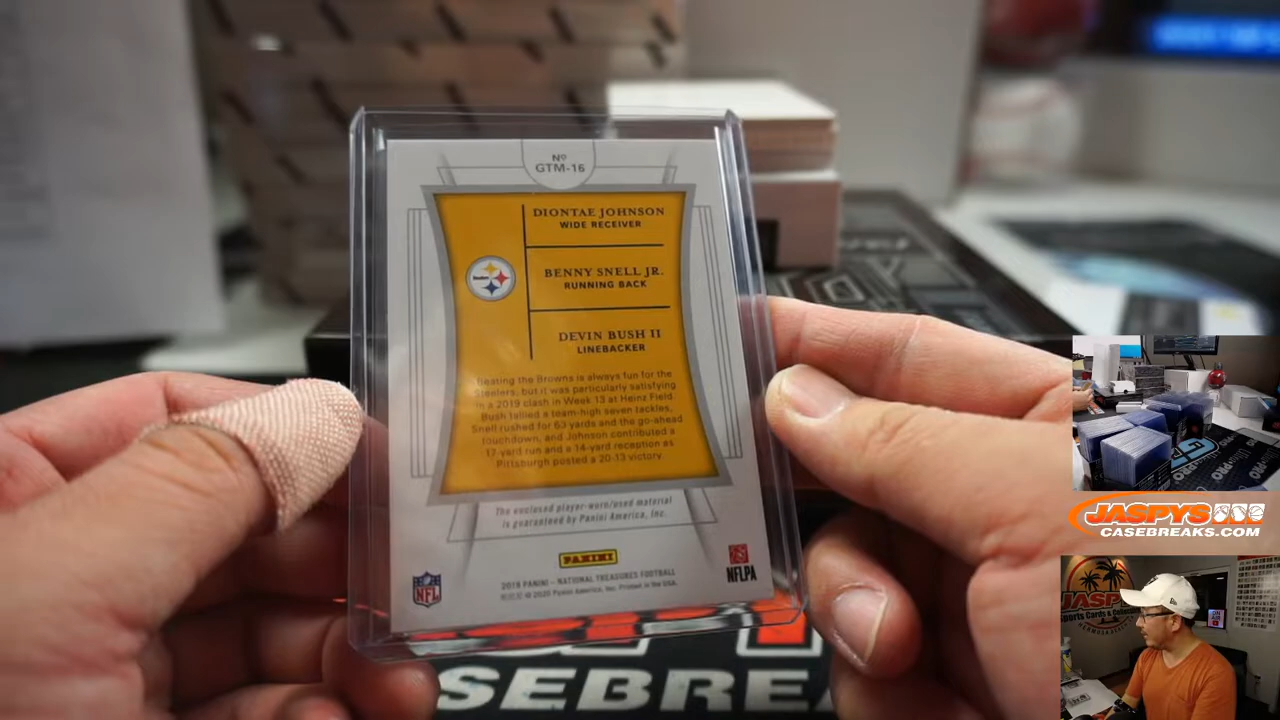 Nº
GTM-16
DIONTAE JOHNSON
WIDE RECEIVER
Steelers
BENNY SNELL JR.
RUNNING BACK
DEVIN BUSH II
LINEBACKER
Beating the Browns is always fun for the
Steelers, but it was particularly satisfying
in a 2019 clash in Week 13 at Heinz Field.
Bush tallied a team-high seven tackles,
Snell rushed for 63 yards and the go-ahead
touchdown, and Johnson contributed a
17-yard run and a 14-yard reception as
Pittsburgh posted a 20-13 victory
The enclosed player-worn/used material
is guaranteed by Panini America, Inc.
PANINI
2019 PANINI – NATIONAL TREASURES FOOTBALL
© 2020 Panini America, Inc. Printed in the USA.
NFL
NFLPA
SEBREA
JASPYS
CASEBREAKS.COM
JASPY
Sports Cards &